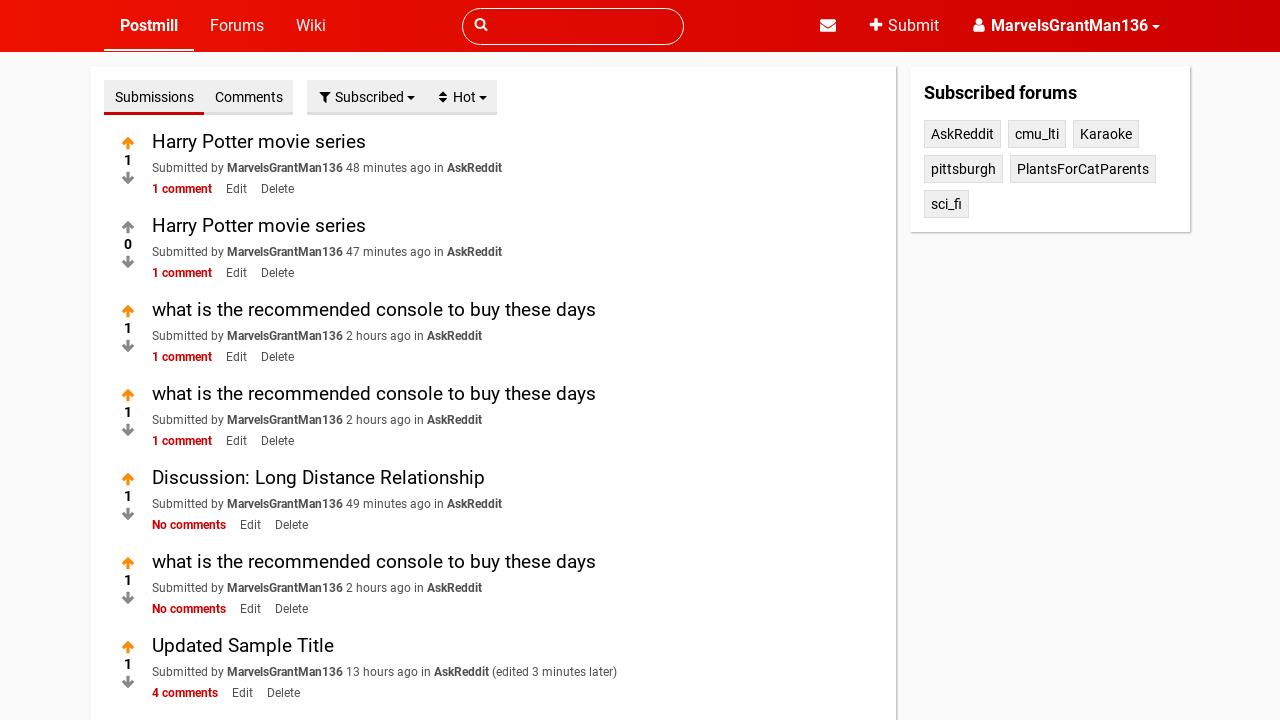 Postmill Forums Wiki Submit MarvelsGrantMan136
Submissions Comments Subscribed Hot
Harry Potter movie series
1
Submitted by MarvelsGrantMan136 48 minutes ago in AskReddit
1 comment Edit Delete
Harry Potter movie series
0
Submitted by MarvelsGrantMan136 47 minutes ago in AskReddit
1 comment Edit Delete
what is the recommended console to buy these days
1
Submitted by MarvelsGrantMan136 2 hours ago in AskReddit
1 comment Edit Delete
what is the recommended console to buy these days
1
Submitted by MarvelsGrantMan136 2 hours ago in AskReddit
1 comment Edit Delete
Discussion: Long Distance Relationship
1
Submitted by MarvelsGrantMan136 49 minutes ago in AskReddit
No comments Edit Delete
what is the recommended console to buy these days
1
Submitted by MarvelsGrantMan136 2 hours ago in AskReddit
No comments Edit Delete
Updated Sample Title
1
Submitted by MarvelsGrantMan136 13 hours ago in AskReddit (edited 3 minutes later)
4 comments Edit Delete
Subscribed forums
AskReddit cmu_lti Karaoke
pittsburgh PlantsForCatParents
sci_fi